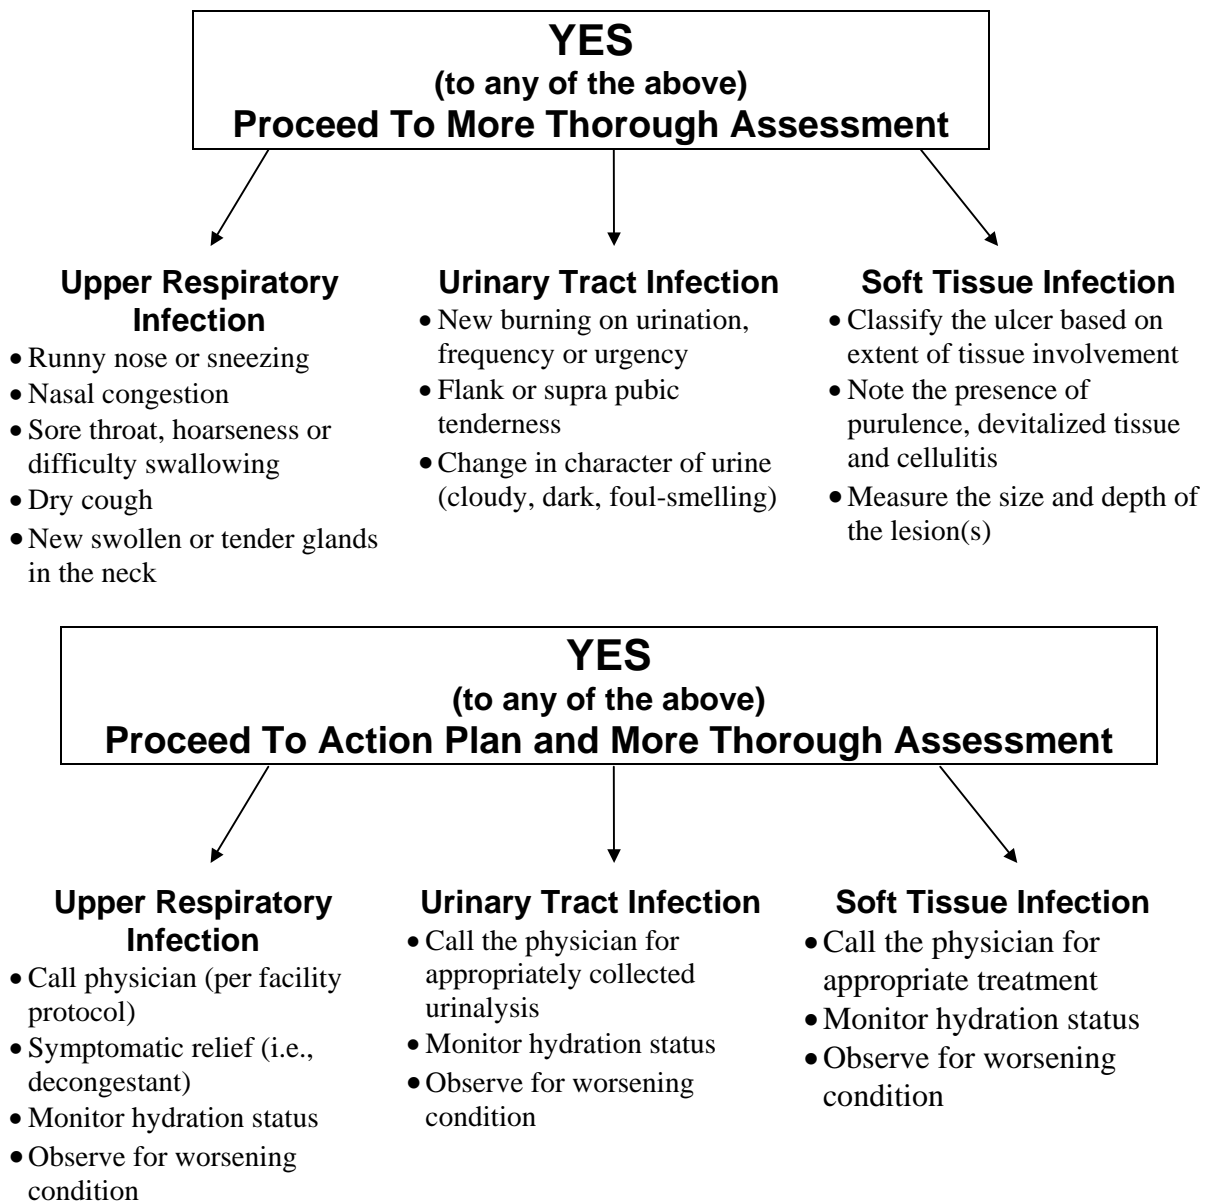 YES
(to any of the above)
Proceed To More Thorough Assessment
Upper Respiratory
Infection
• Runny nose or sneezing
• Nasal congestion
• Sore throat, hoarseness or
difficulty swallowing
• Dry cough
• New swollen or tender glands
in the neck
Urinary Tract Infection
• New burning on urination,
frequency or urgency
• Flank or supra pubic
tenderness
• Change in character of urine
(cloudy, dark, foul-smelling)
Soft Tissue Infection
• Classify the ulcer based on
extent of tissue involvement
• Note the presence of
purulence, devitalized tissue
and cellulitis
• Measure the size and depth of
the lesion(s)
YES
(to any of the above)
Proceed To Action Plan and More Thorough Assessment
Upper Respiratory
Infection
• Call physician (per facility
protocol)
• Symptomatic relief (i.e.,
decongestant)
• Monitor hydration status
• Observe for worsening
condition
Urinary Tract Infection
• Call the physician for
appropriately collected
urinalysis
• Monitor hydration status
• Observe for worsening
condition
Soft Tissue Infection
• Call the physician for
appropriate treatment
• Monitor hydration status
• Observe for worsening
condition